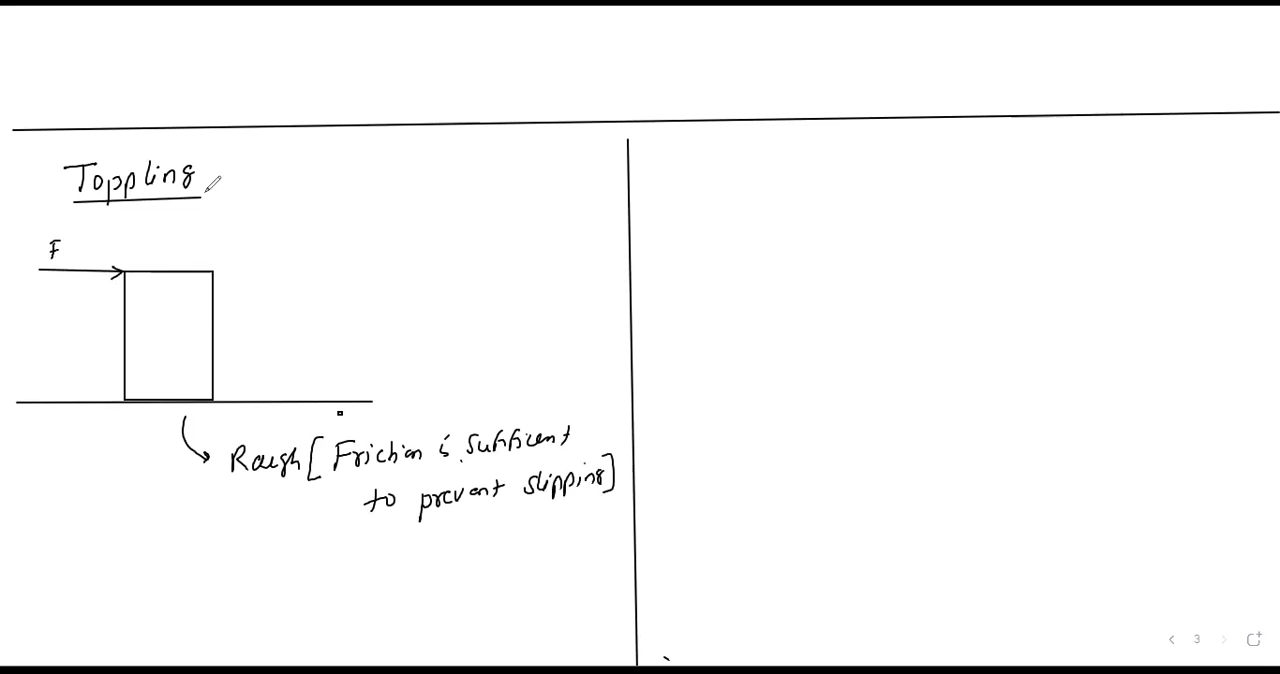 Toppling
F
Rough [Friction is sufficient
to prevent slipping]
3